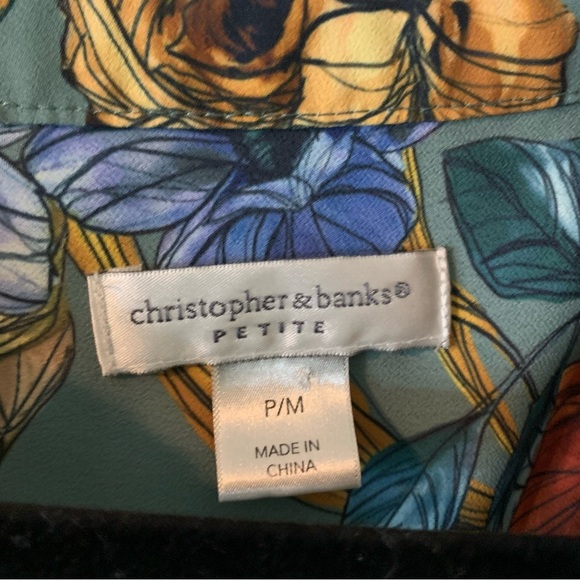 christopher & banks®
PETITE
P/M
MADE IN
CHINA